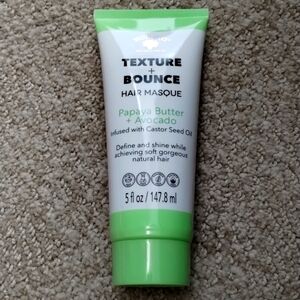 TEXTURE
+
BOUNCE
HAIR MASQUE
Papaya Butter
+ Avocado
Infused with Castor Seed Oil
Define and shine while
achieving soft gorgeous
natural hair
5 fl oz / 147.8 ml